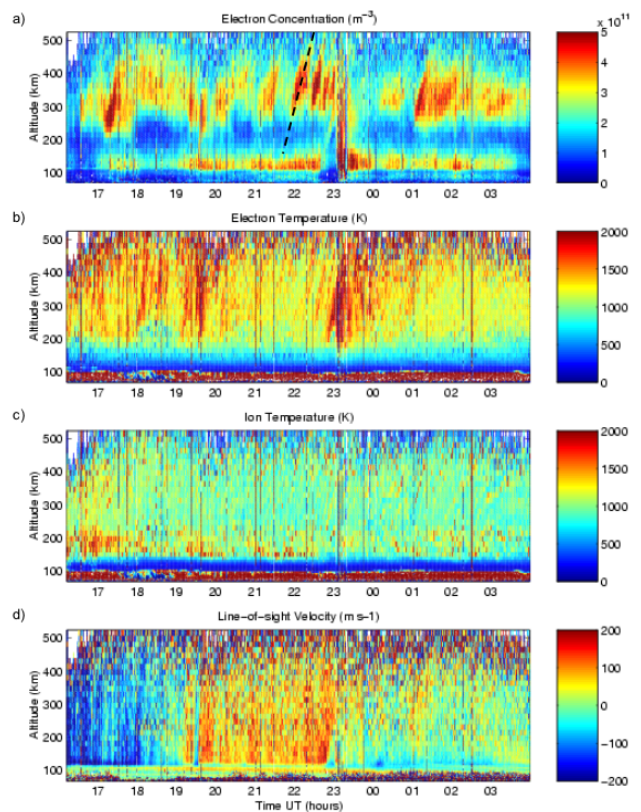 a) Electron Concentration (m⁻³)
x 10¹¹
500
400
300
200
100
Altitude (km)
17 18 19 20 21 22 23 00 01 02 03
5
4
3
2
1
0
b) Electron Temperature (K)
500
400
300
200
100
Altitude (km)
17 18 19 20 21 22 23 00 01 02 03
2000
1500
1000
500
0
c) Ion Temperature (K)
500
400
300
200
100
Altitude (km)
17 18 19 20 21 22 23 00 01 02 03
2000
1500
1000
500
0
d) Line-of-sight Velocity (m s-1)
500
400
300
200
100
Altitude (km)
17 18 19 20 21 22 23 00 01 02 03
Time UT (hours)
200
100
0
−100
−200